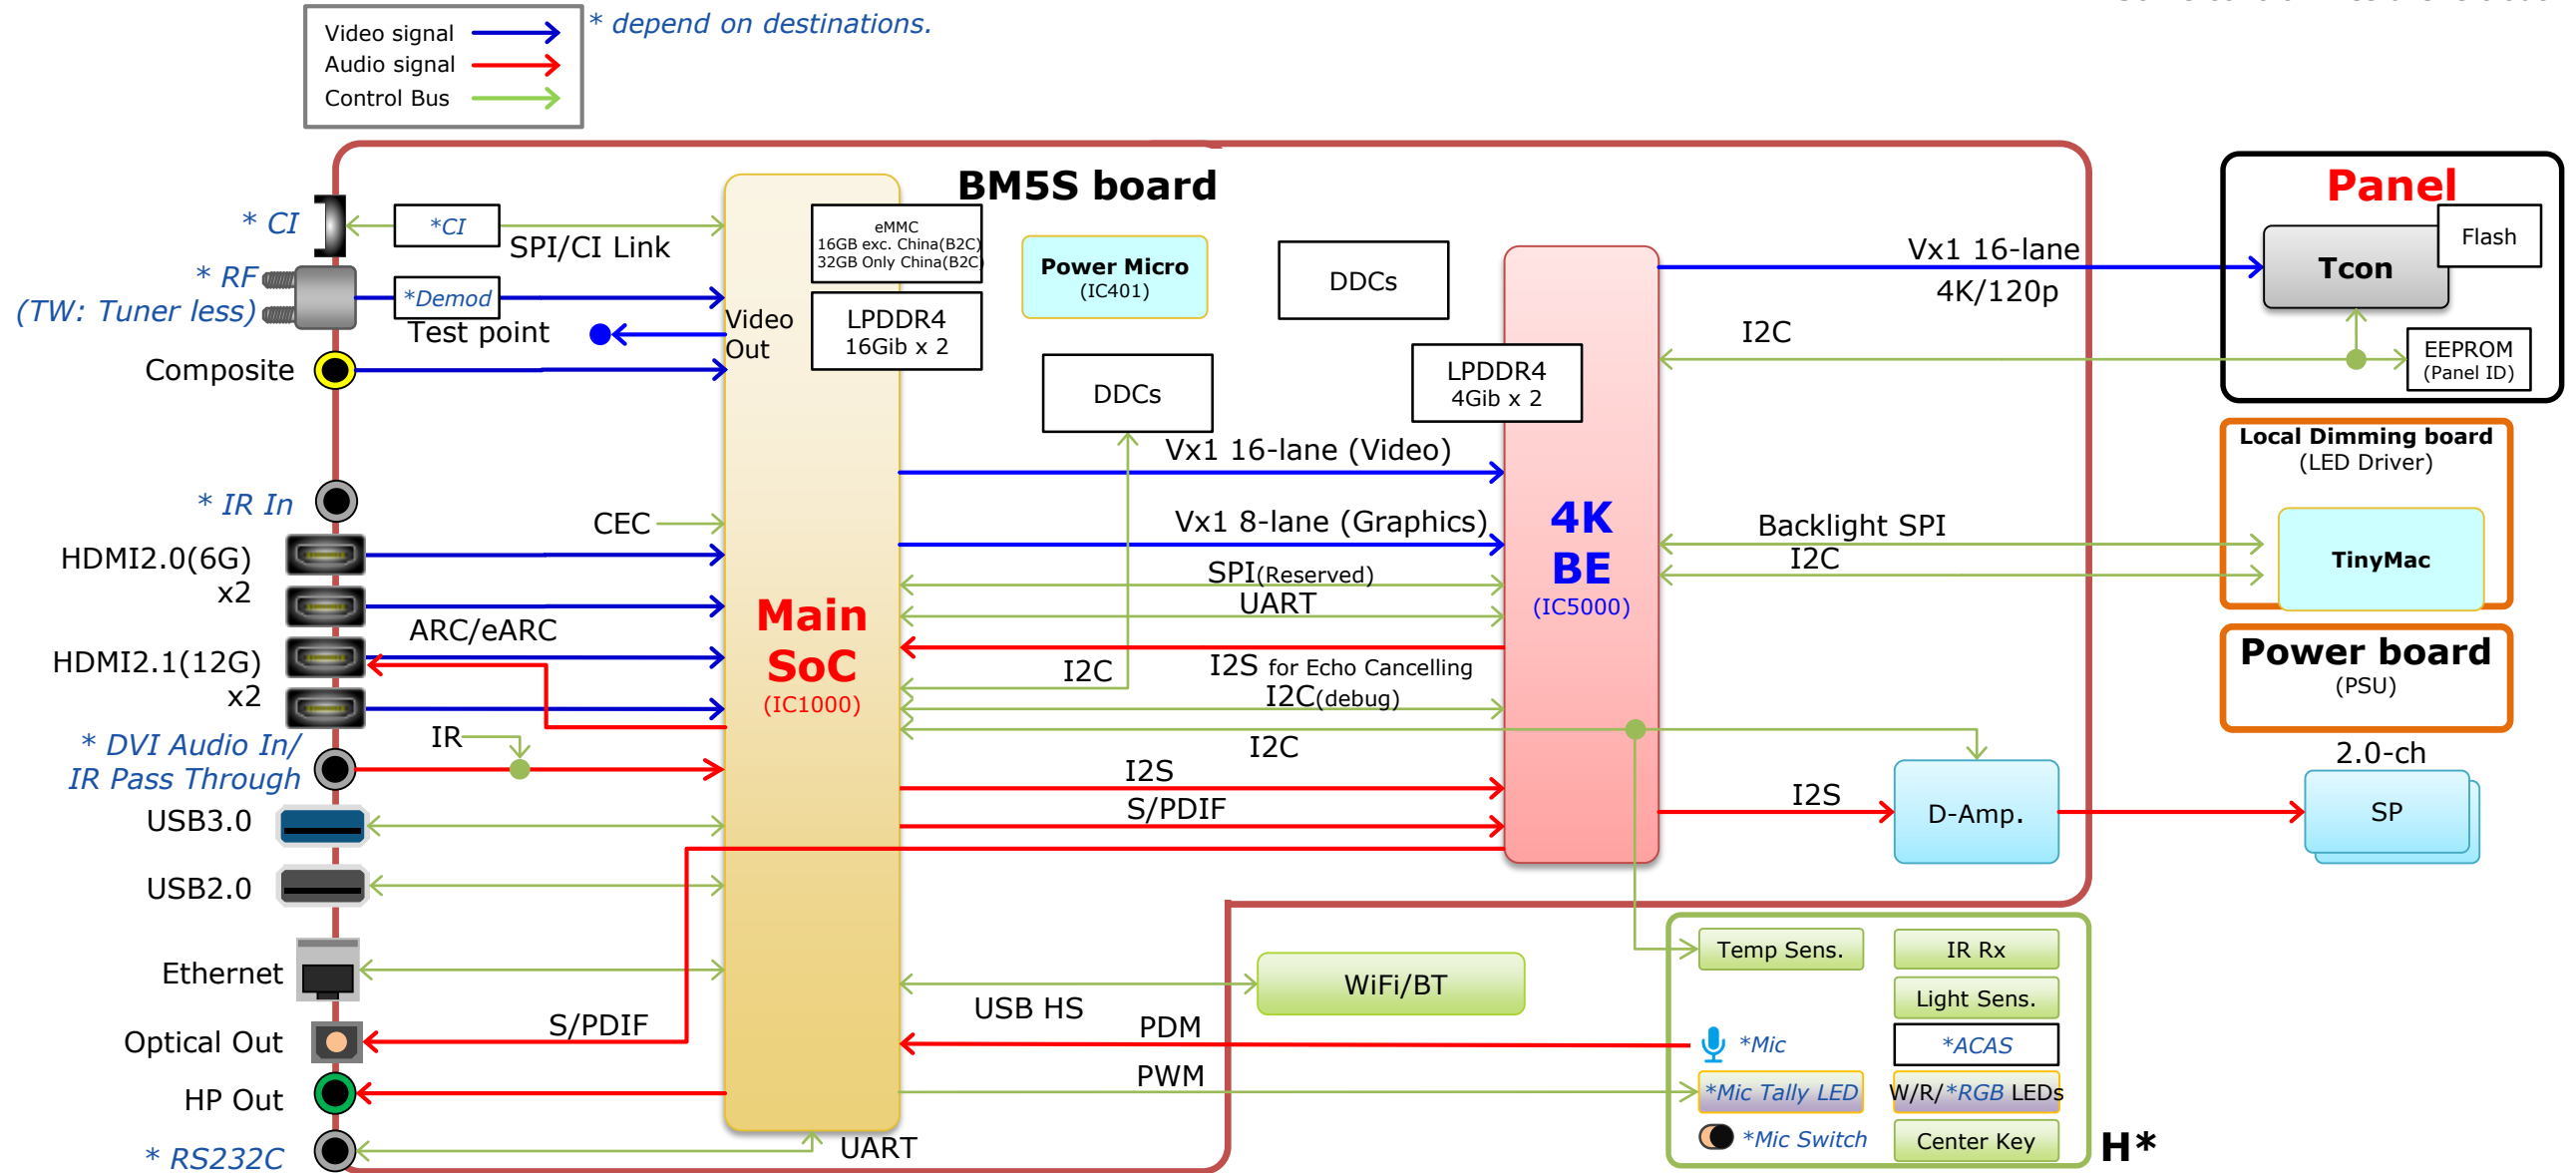 Video signal
Audio signal
Control Bus
* depend on destinations.
BM5S board
* CI
*CI
SPI/CI Link
* RF
(TW: Tuner less)
*Demod
Test point
Video
Out
Composite
eMMC
16GB exc. China(B2C)
32GB Only China(B2C)
LPDDR4
16Gib x 2
Power Micro
(IC401)
DDCs
DDCs
LPDDR4
4Gib x 2
Vx1 16-lane
4K/120p
I2C
Panel
Tcon
Flash
EEPROM
(Panel ID)
* IR In
CEC
HDMI2.0(6G)
x2
ARC/eARC
HDMI2.1(12G)
x2
Main
SoC
(IC1000)
Vx1 16-lane (Video)
Vx1 8-lane (Graphics)
SPI(Reserved)
UART
I2S for Echo Cancelling
I2C
I2C(debug)
I2C
I2S
S/PDIF
4K
BE
(IC5000)
Backlight SPI
I2C
Local Dimming board
(LED Driver)
TinyMac
Power board
(PSU)
2.0-ch
SP
I2S
D-Amp.
* DVI Audio In/
IR Pass Through
IR
USB3.0
USB2.0
Ethernet
Optical Out
S/PDIF
HP Out
* RS232C
UART
USB HS
WiFi/BT
PDM
PWM
Temp Sens.
IR Rx
Light Sens.
*Mic
*ACAS
*Mic Tally LED
W/R/*RGB LEDs
*Mic Switch
Center Key
H*